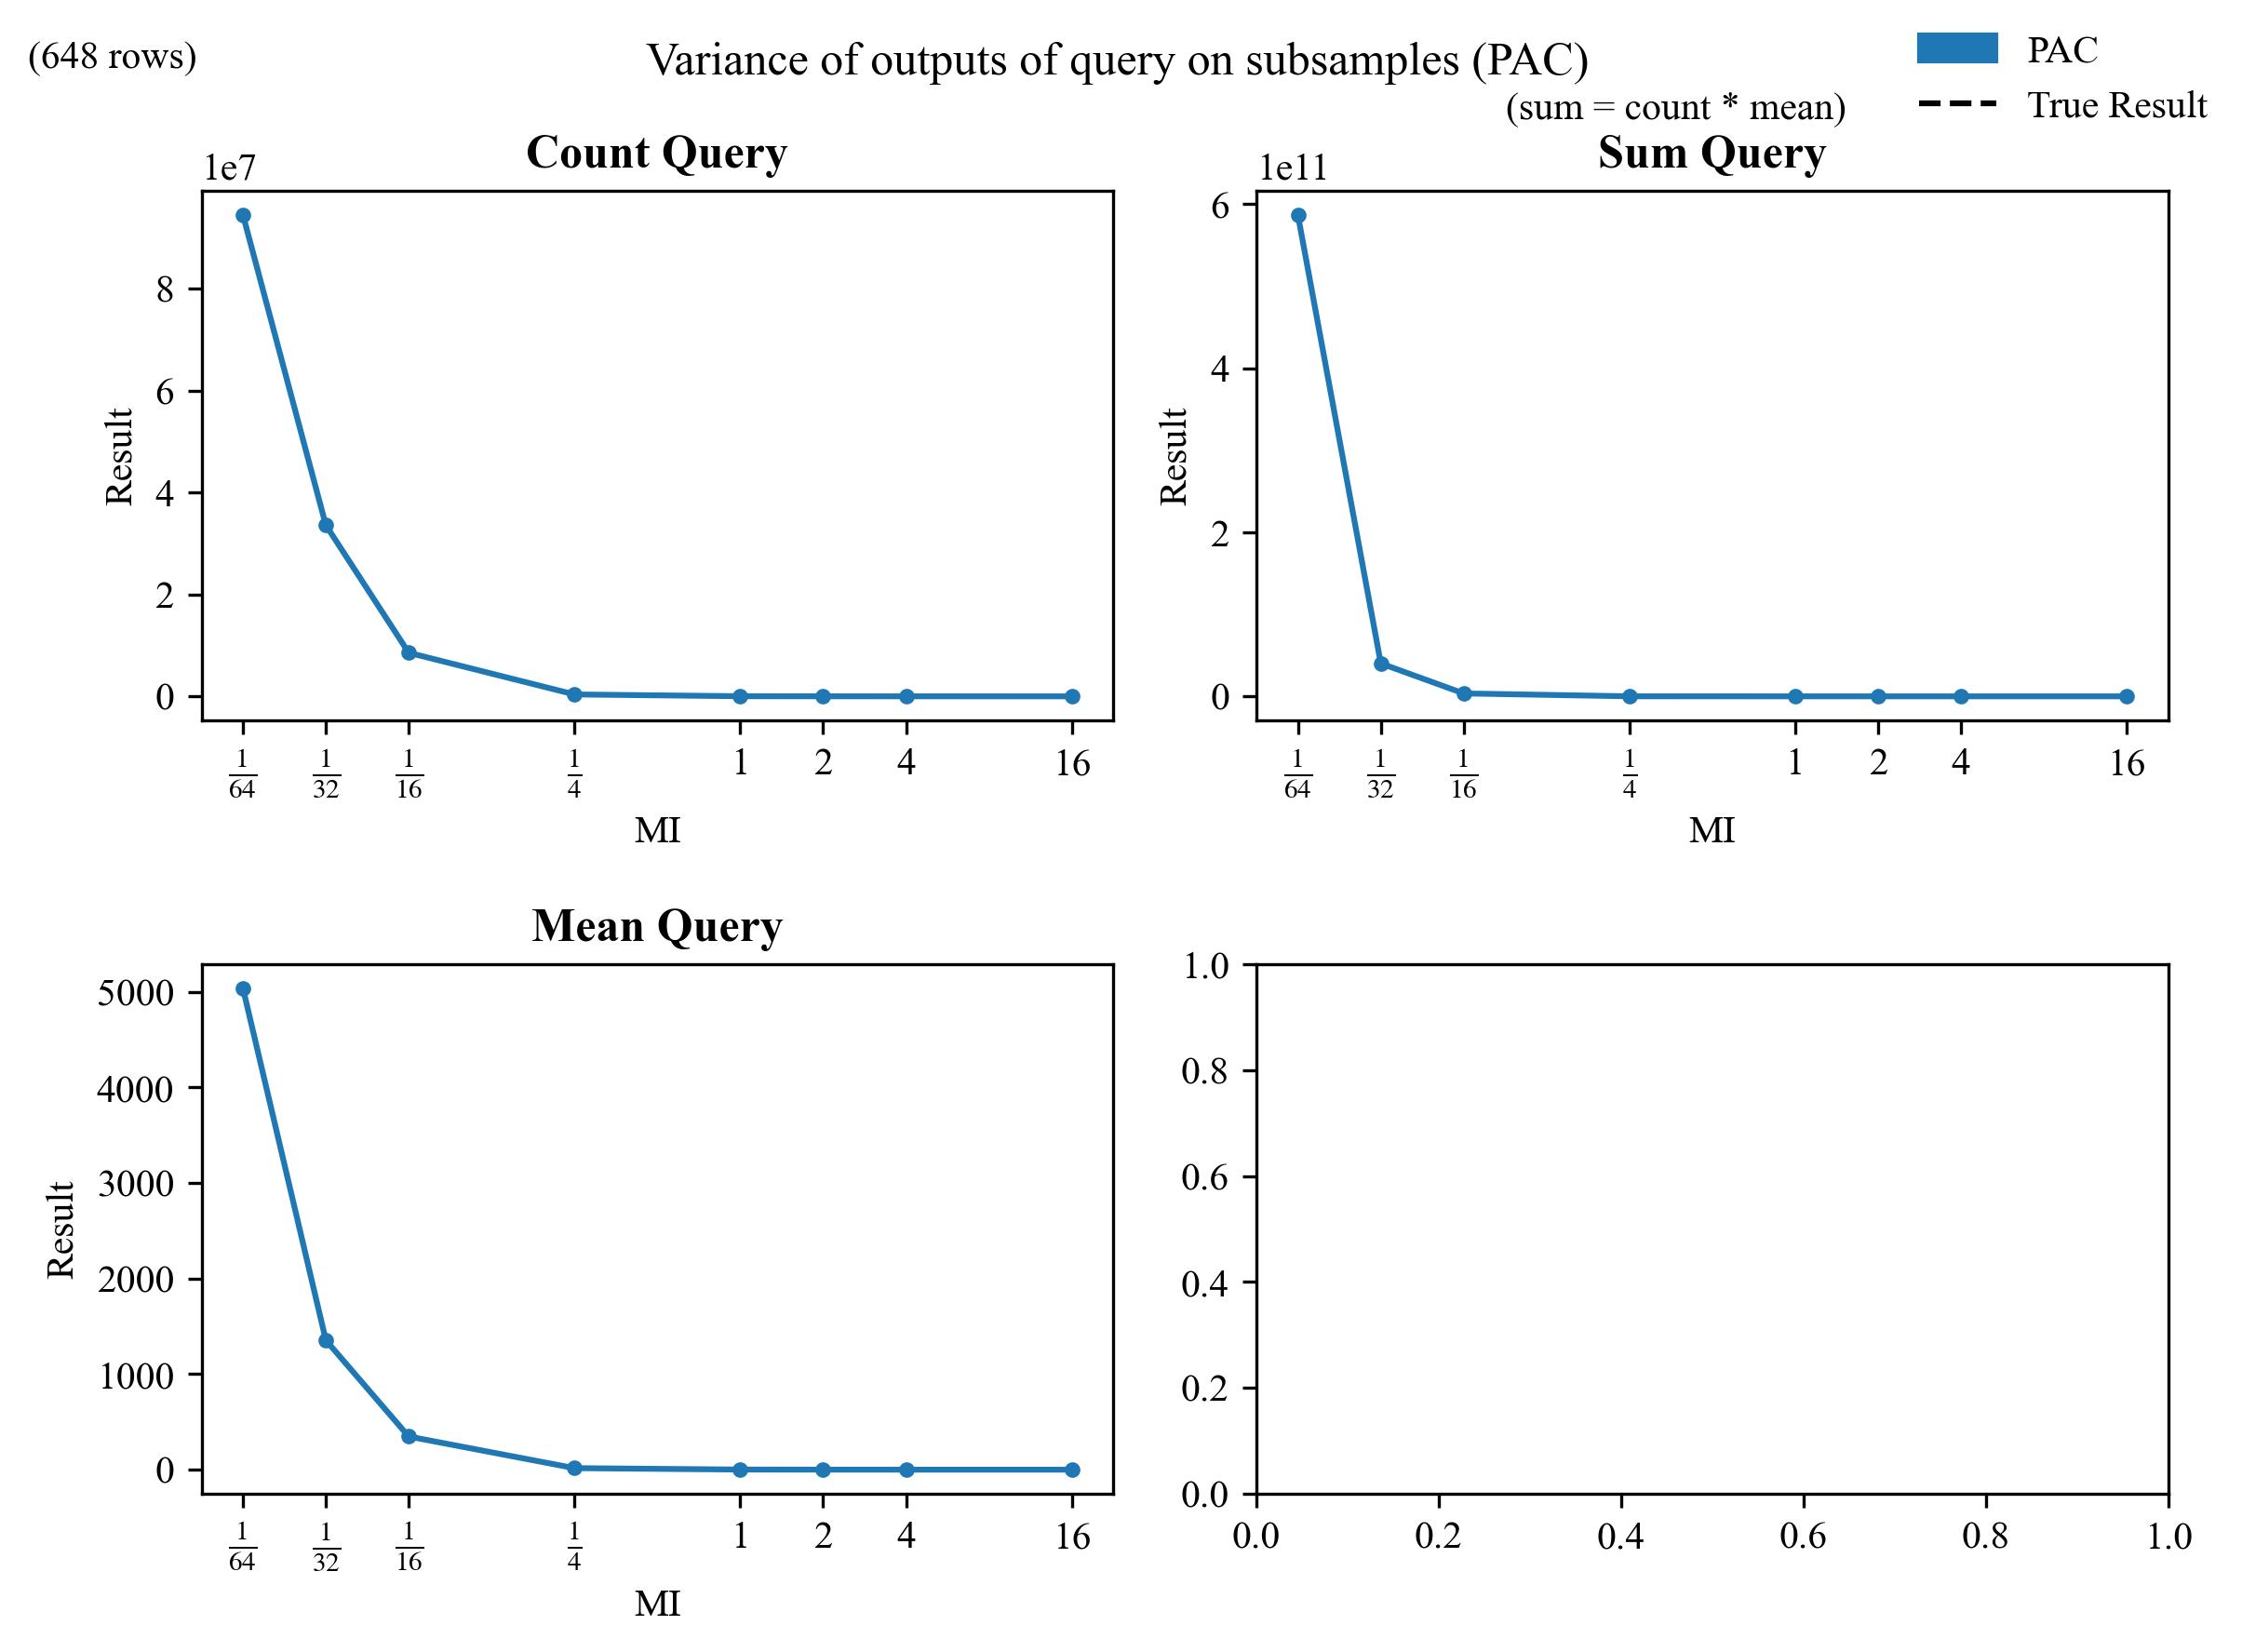 (648 rows)
Variance of outputs of query on subsamples (PAC)
PAC
True Result
(sum = count * mean)
Count Query
1e7
8
6
4
2
0
Result
1/64 1/32 1/16 1/4 1 2 4 16
MI
Sum Query
1e11
6
4
2
0
Result
1/64 1/32 1/16 1/4 1 2 4 16
MI
Mean Query
5000
4000
3000
2000
1000
0
Result
1/64 1/32 1/16 1/4 1 2 4 16
MI
1.0
0.8
0.6
0.4
0.2
0.0
0.0 0.2 0.4 0.6 0.8 1.0